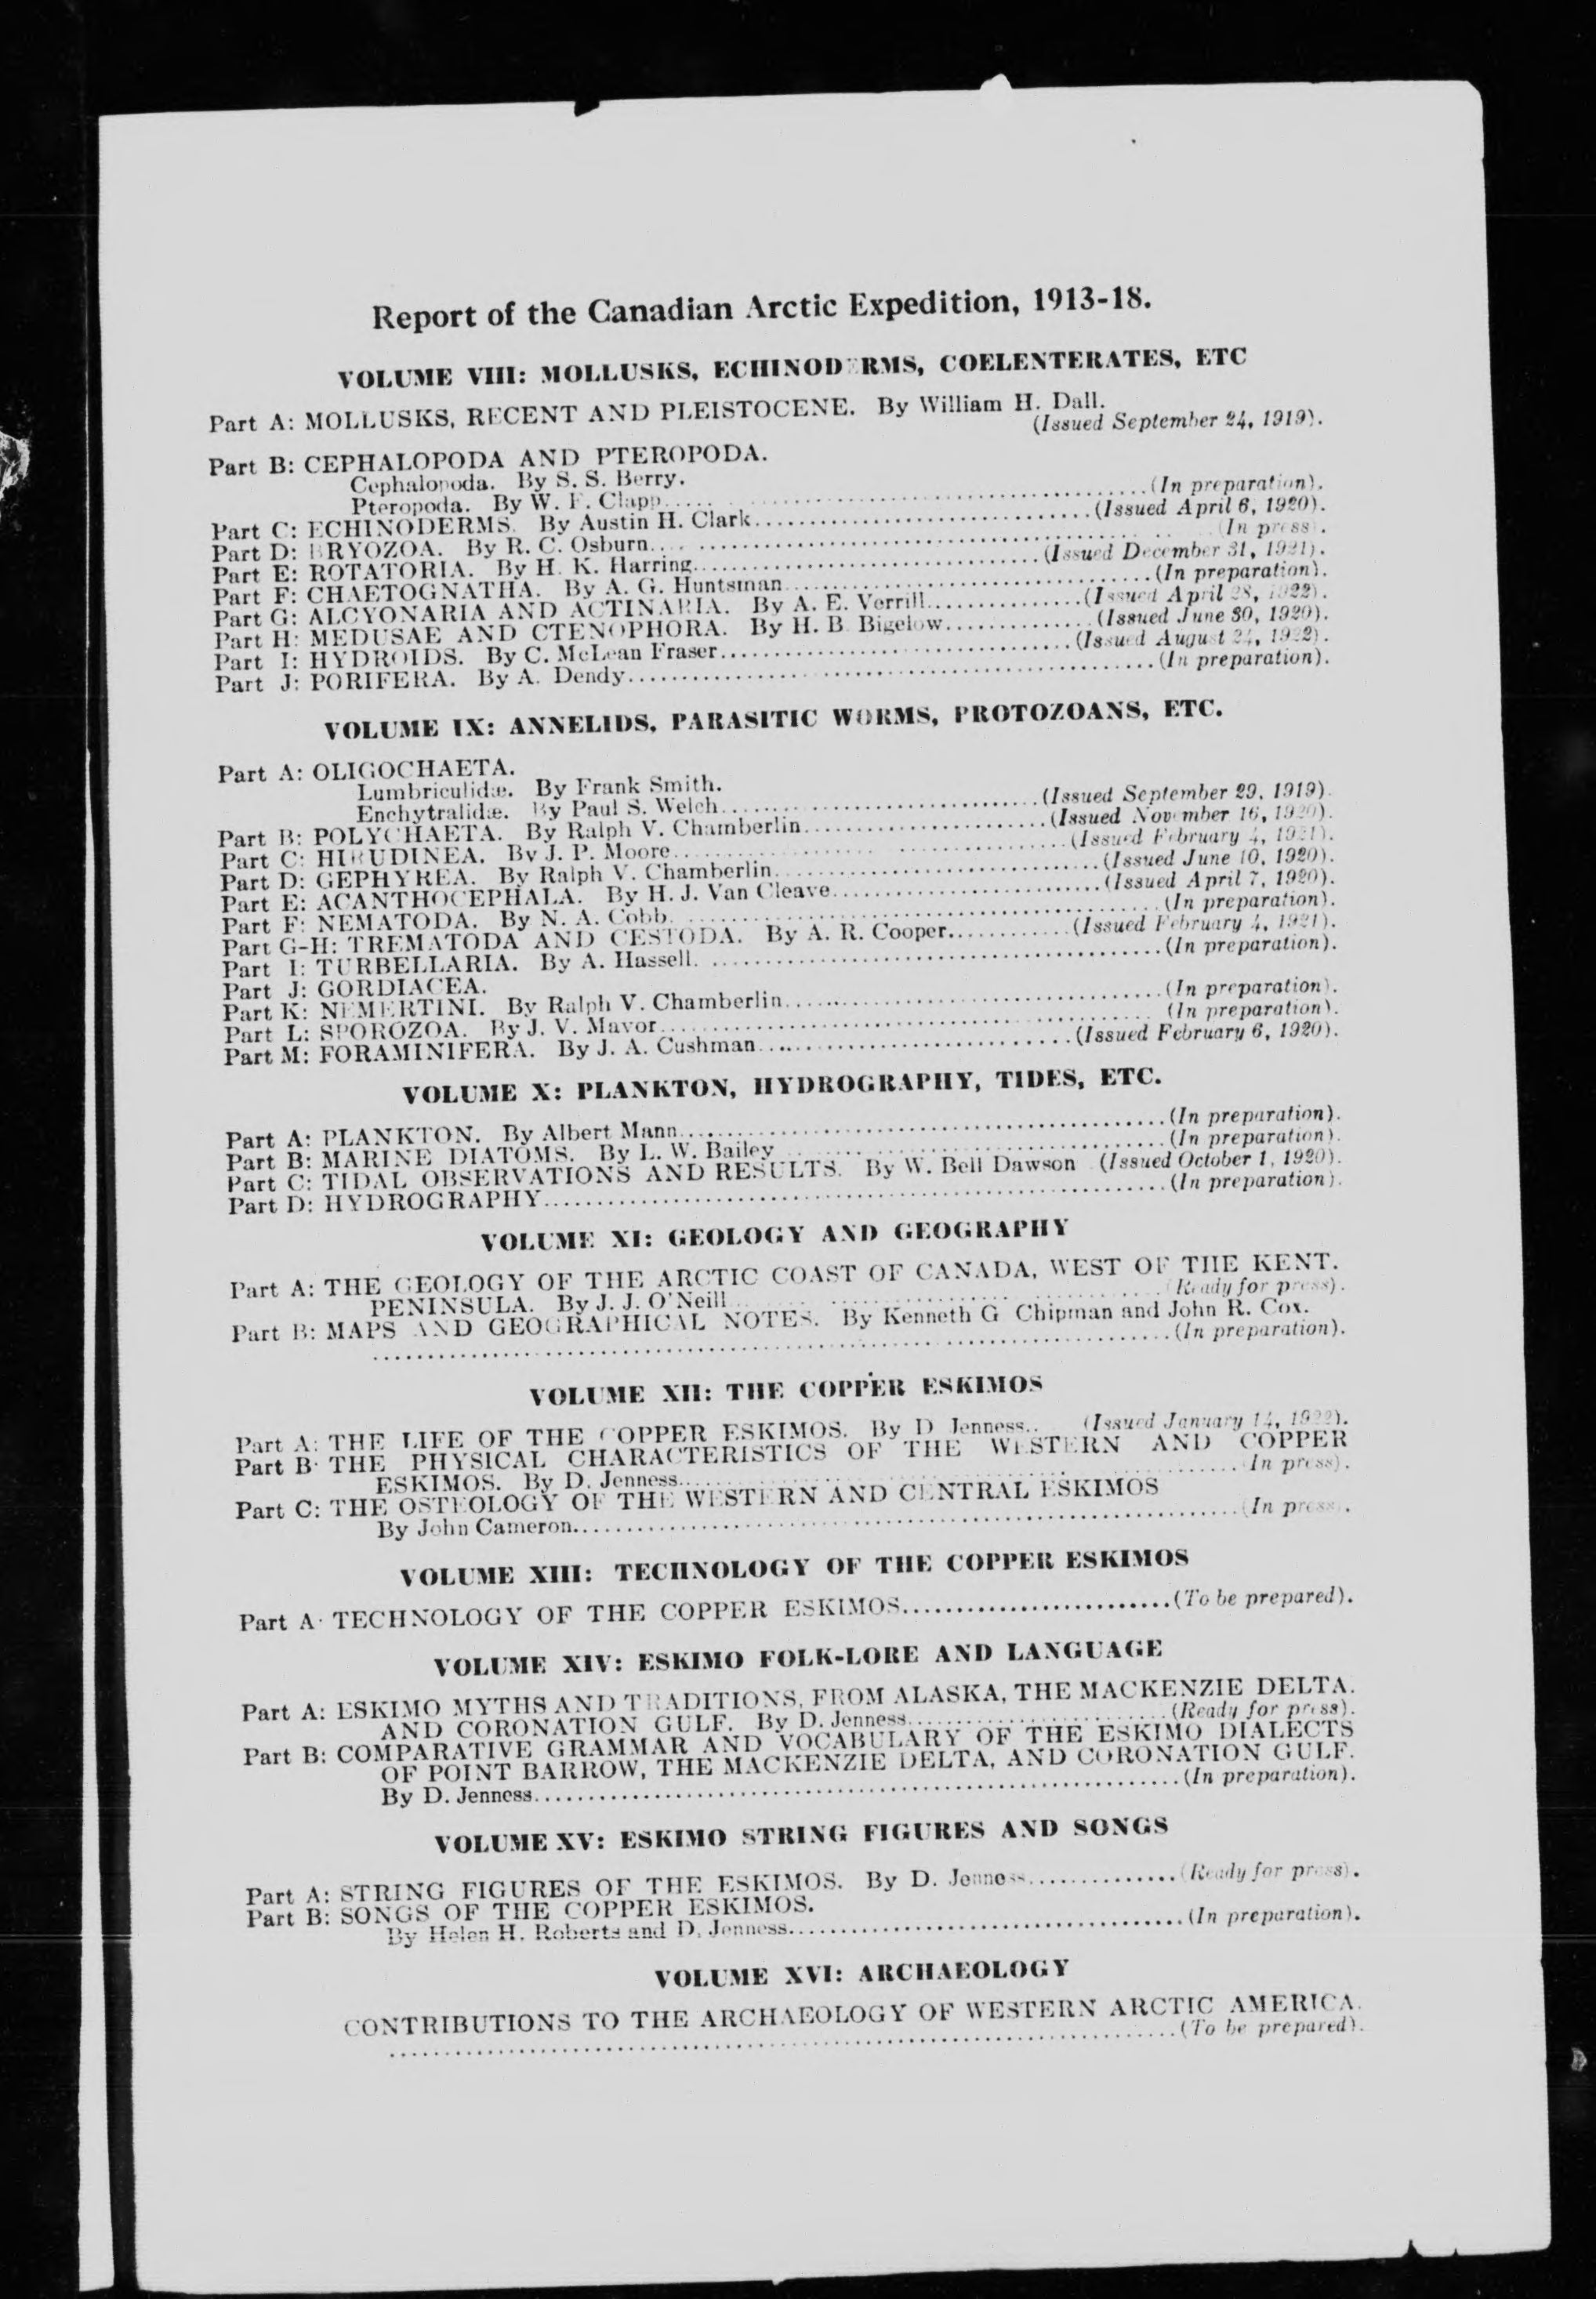 Report of the Canadian Arctic Expedition, 1913-18.
VOLUME VIII: MOLLUSKS, ECHINODERMS, COELENTERATES, ETC
Part A: MOLLUSKS, RECENT AND PLEISTOCENE. By William H. Dall.
(Issued September 24, 1919).
Part B: CEPHALOPODA AND PTEROPODA.
Cephalopoda. By S. S. Berry.
Pteropoda. By W. F. Clapp.....(In preparation).
Part C: ECHINODERMS. By Austin H. Clark.....(Issued April 6, 1920).
Part D: BRYOZOA. By R. C. Osburn.....(In press).
Part E: ROTATORIA. By H. K. Harring.....(Issued December 31, 1921).
Part F: CHAETOGNATHA. By A. G. Huntsman.....(In preparation).
Part G: ALCYONARIA AND ACTINARIA. By A. E. Verrill.....(Issued April 28, 1922).
Part H: MEDUSAE AND CTENOPHORA. By H. B. Bigelow.....(Issued June 30, 1920).
Part I: HYDROIDS. By C. McLean Fraser.....(Issued August 24, 1922).
Part J: PORIFERA. By A. Dendy.....(In preparation).
VOLUME IX: ANNELIDS, PARASITIC WORMS, PROTOZOANS, ETC.
Part A: OLIGOCHAETA.
Lumbriculidæ. By Frank Smith.
Enchytralidæ. By Paul S. Welch.....(Issued September 29, 1919).
Part B: POLYCHAETA. By Ralph V. Chamberlin.....(Issued November 16, 1920).
Part C: HIRUDINEA. By J. P. Moore.....(Issued February 4, 1921).
Part D: GEPHYREA. By Ralph V. Chamberlin.....(Issued June 10, 1920).
Part E: ACANTHOCEPHALA. By H. J. Van Cleave.....(Issued April 7, 1920).
Part F: NEMATODA. By N. A. Cobb.....(In preparation).
Part G-H: TREMATODA AND CESTODA. By A. R. Cooper.....(Issued February 4, 1921).
Part I: TURBELLARIA. By A. Hassell.....(In preparation).
Part J: GORDIACEA.
Part K: NEMERTINI. By Ralph V. Chamberlin.....(In preparation).
Part L: SPOROZOA. By J. V. Mavor.....(In preparation).
Part M: FORAMINIFERA. By J. A. Cushman.....(Issued February 6, 1920).
VOLUME X: PLANKTON, HYDROGRAPHY, TIDES, ETC.
Part A: PLANKTON. By Albert Mann.....(In preparation).
Part B: MARINE DIATOMS. By L. W. Bailey.....(In preparation).
Part C: TIDAL OBSERVATIONS AND RESULTS. By W. Bell Dawson .(Issued October 1, 1920).
Part D: HYDROGRAPHY.....(In preparation).
VOLUME XI: GEOLOGY AND GEOGRAPHY
Part A: THE GEOLOGY OF THE ARCTIC COAST OF CANADA, WEST OF THE KENT.
PENINSULA. By J. J. O'Neill.....(Ready for press).
Part B: MAPS AND GEOGRAPHICAL NOTES. By Kenneth G Chipman and John R. Cox.
.....(In preparation).
VOLUME XII: THE COPPER ESKIMOS
Part A: THE LIFE OF THE COPPER ESKIMOS. By D Jenness.. (Issued January 14, 1922).
Part B: THE PHYSICAL CHARACTERISTICS OF THE WESTERN AND COPPER
ESKIMOS. By D. Jenness.....(In press).
Part C: THE OSTEOLOGY OF THE WESTERN AND CENTRAL ESKIMOS
By John Cameron.....(In press).
VOLUME XIII: TECHNOLOGY OF THE COPPER ESKIMOS
Part A: TECHNOLOGY OF THE COPPER ESKIMOS.....(To be prepared).
VOLUME XIV: ESKIMO FOLK-LORE AND LANGUAGE
Part A: ESKIMO MYTHS AND TRADITIONS, FROM ALASKA, THE MACKENZIE DELTA.
AND CORONATION GULF. By D. Jenness.....(Ready for press).
Part B: COMPARATIVE GRAMMAR AND VOCABULARY OF THE ESKIMO DIALECTS
OF POINT BARROW, THE MACKENZIE DELTA, AND CORONATION GULF.
By D. Jenness.....(In preparation).
VOLUME XV: ESKIMO STRING FIGURES AND SONGS
Part A: STRING FIGURES OF THE ESKIMOS. By D. Jenness.....(Ready for press).
Part B: SONGS OF THE COPPER ESKIMOS.
By Helen H. Roberts and D. Jenness.....(In preparation).
VOLUME XVI: ARCHAEOLOGY
CONTRIBUTIONS TO THE ARCHAEOLOGY OF WESTERN ARCTIC AMERICA.
.....(To be prepared).